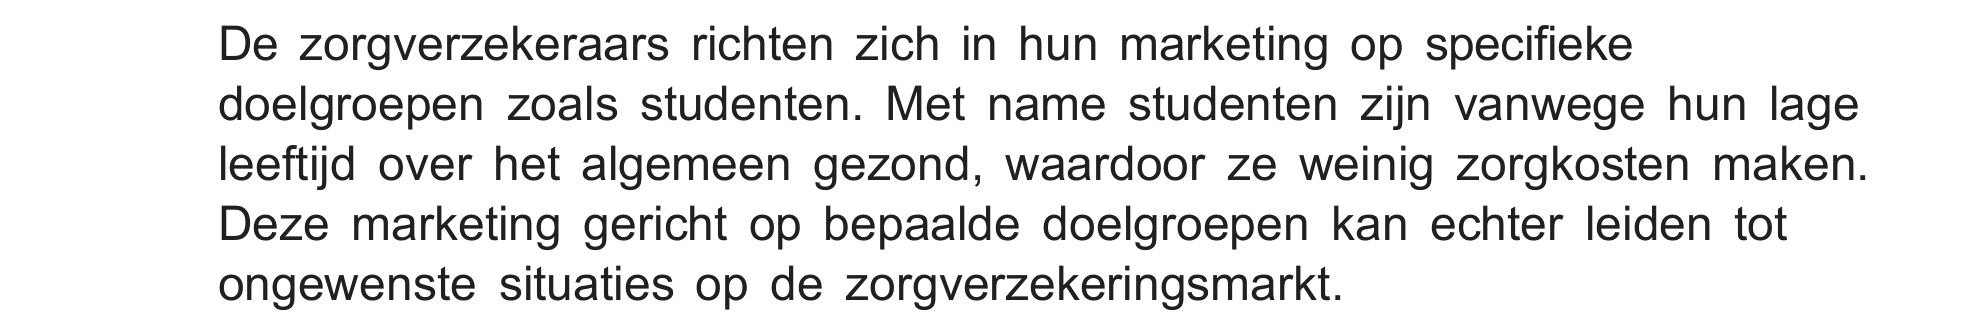 De zorgverzekeraars richten zich in hun marketing op specifieke
doelgroepen zoals studenten. Met name studenten zijn vanwege hun lage
leeftijd over het algemeen gezond, waardoor ze weinig zorgkosten maken.
Deze marketing gericht op bepaalde doelgroepen kan echter leiden tot
ongewenste situaties op de zorgverzekeringsmarkt.